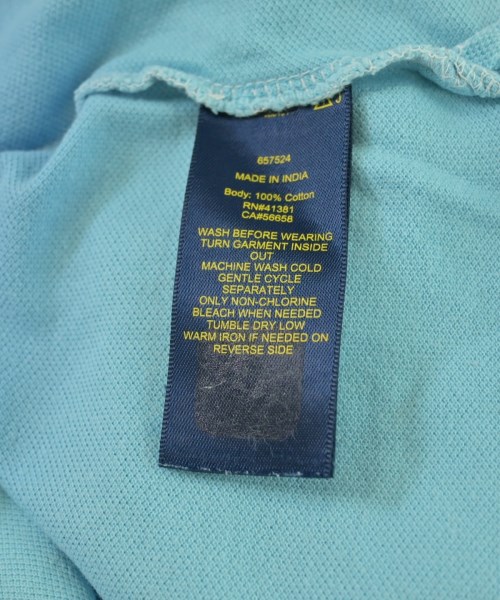 657524
MADE IN INDIA
Body: 100% Cotton
RN#41381
CA#56658
WASH BEFORE WEARING
TURN GARMENT INSIDE
OUT
MACHINE WASH COLD
GENTLE CYCLE
SEPARATELY
ONLY NON-CHLORINE
BLEACH WHEN NEEDED
TUMBLE DRY LOW
WARM IRON IF NEEDED ON
REVERSE SIDE